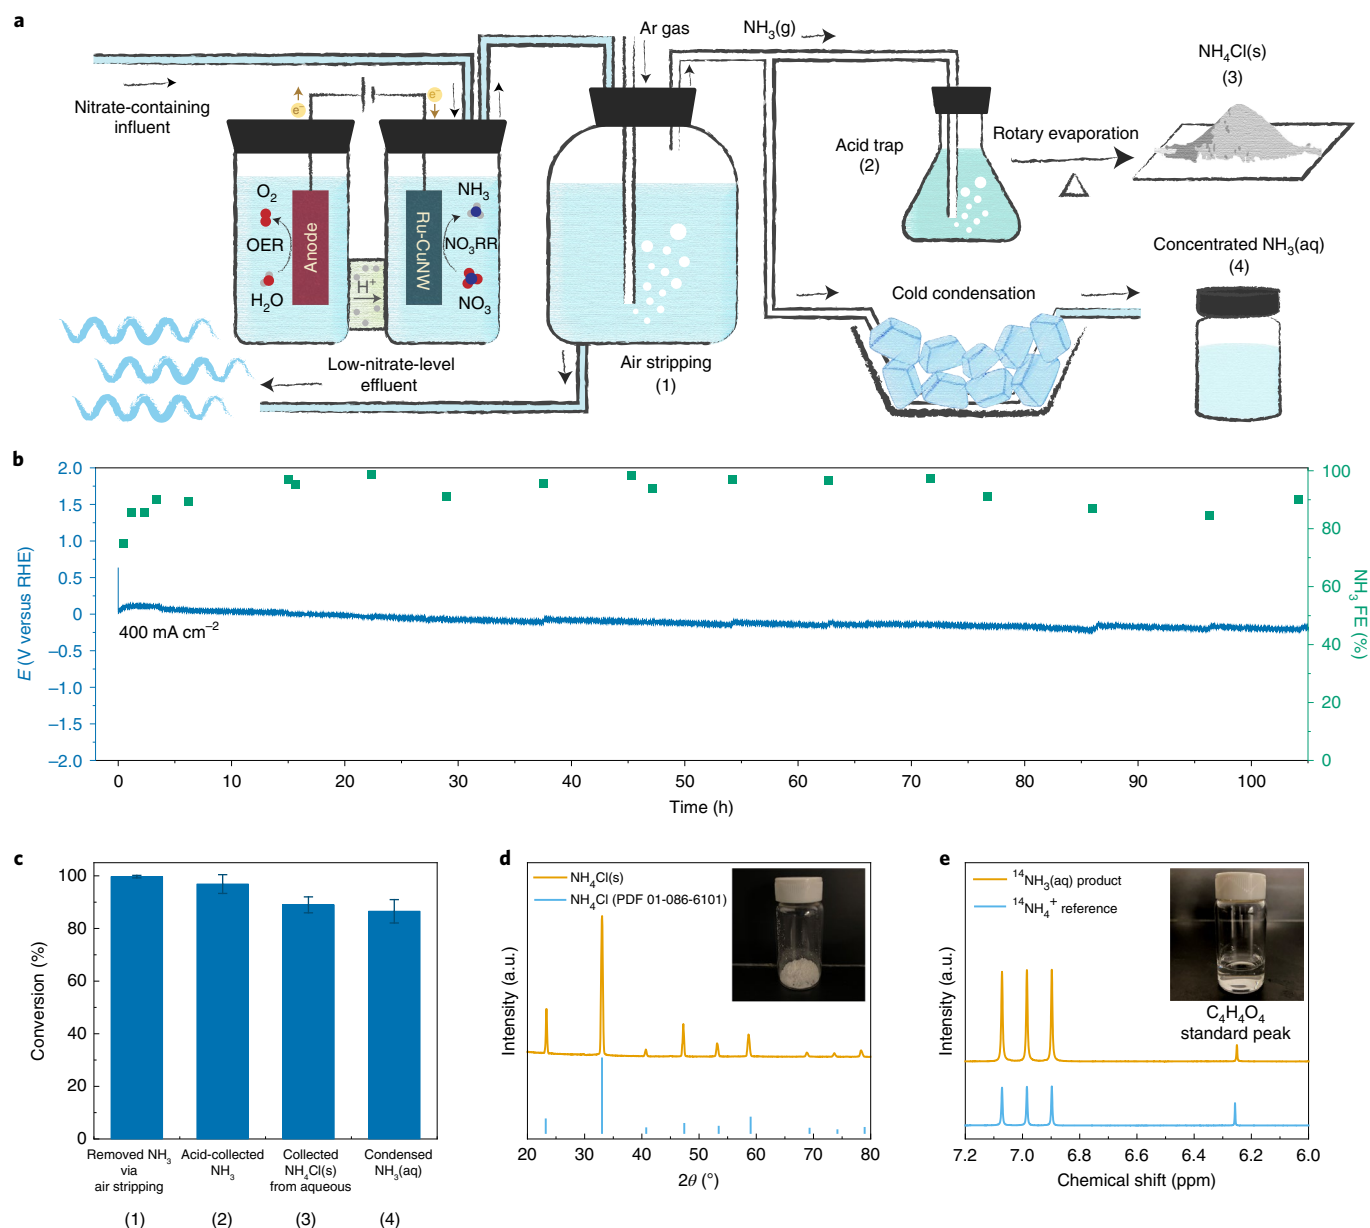 a
Ar gas
NH₃(g)
NH₄Cl(s)
(3)
Nitrate-containing
influent
e⁻
e⁻
Acid trap
(2)
Rotary evaporation
O₂
OER
H₂O
Anode
H⁺
Ru-CuNW
NH₃
NO₃RR
NO₃
Concentrated NH₃(aq)
(4)
Cold condensation
Low-nitrate-level
effluent
Air stripping
(1)
b
E (V versus RHE)
2.0
1.5
1.0
0.5
0
–0.5
–1.0
–1.5
–2.0
400 mA cm⁻²
100
80
60
40
20
0
NH₃ FE (%)
0 10 20 30 40 50 60 70 80 90 100
Time (h)
c
Conversion (%)
100
80
60
40
20
0
Removed NH₃
via
air stripping
(1)
Acid-collected
NH₃
(2)
Collected
NH₄Cl(s)
from aqueous
(3)
Condensed
NH₃(aq)
(4)
d
NH₄Cl(s)
NH₄Cl (PDF 01-086-6101)
Intensity (a.u.)
20 30 40 50 60 70 80
2θ (°)
e
¹⁴NH₃(aq) product
¹⁴NH₄⁺ reference
C₄H₄O₄
standard peak
Intensity (a.u.)
7.2 7.0 6.8 6.6 6.4 6.2 6.0
Chemical shift (ppm)